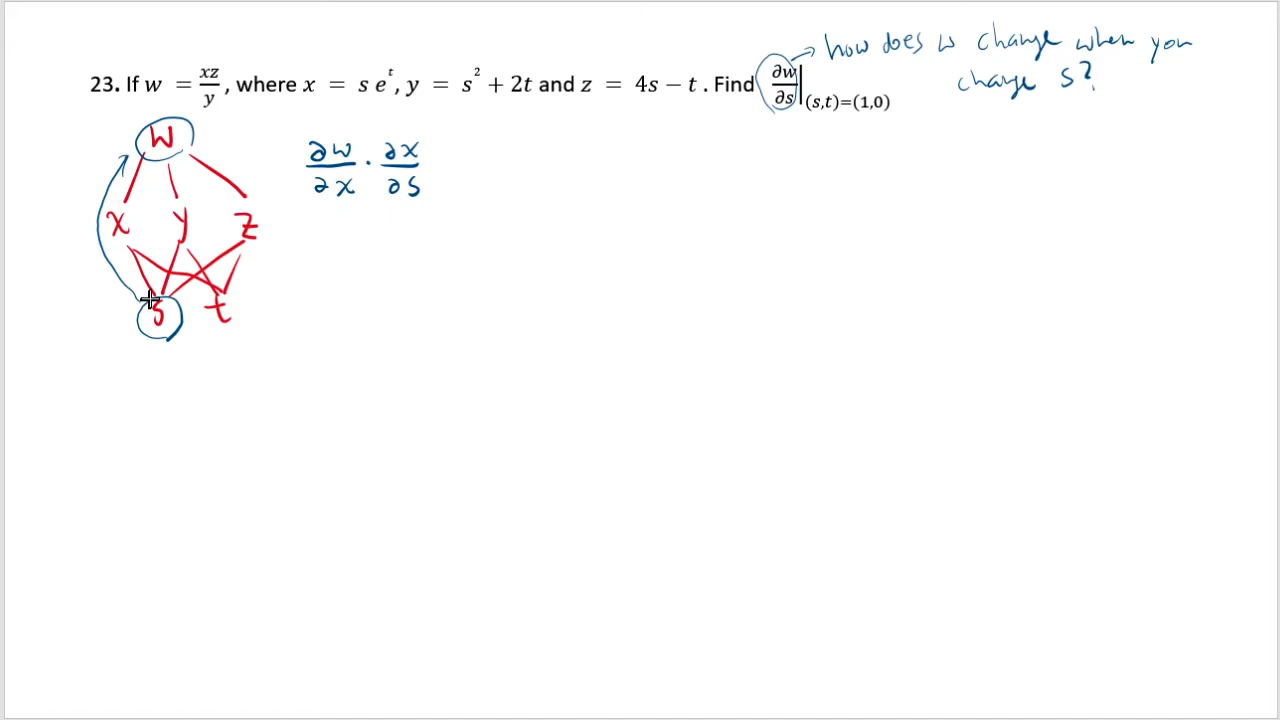 how does w change when you
23. If w = xz/y, where x = s e^t, y = s^2 + 2t and z = 4s − t. Find ∂w/∂s|(s,t)=(1,0)
change s?
w
∂w/∂x · ∂x/∂s
x y z
s t